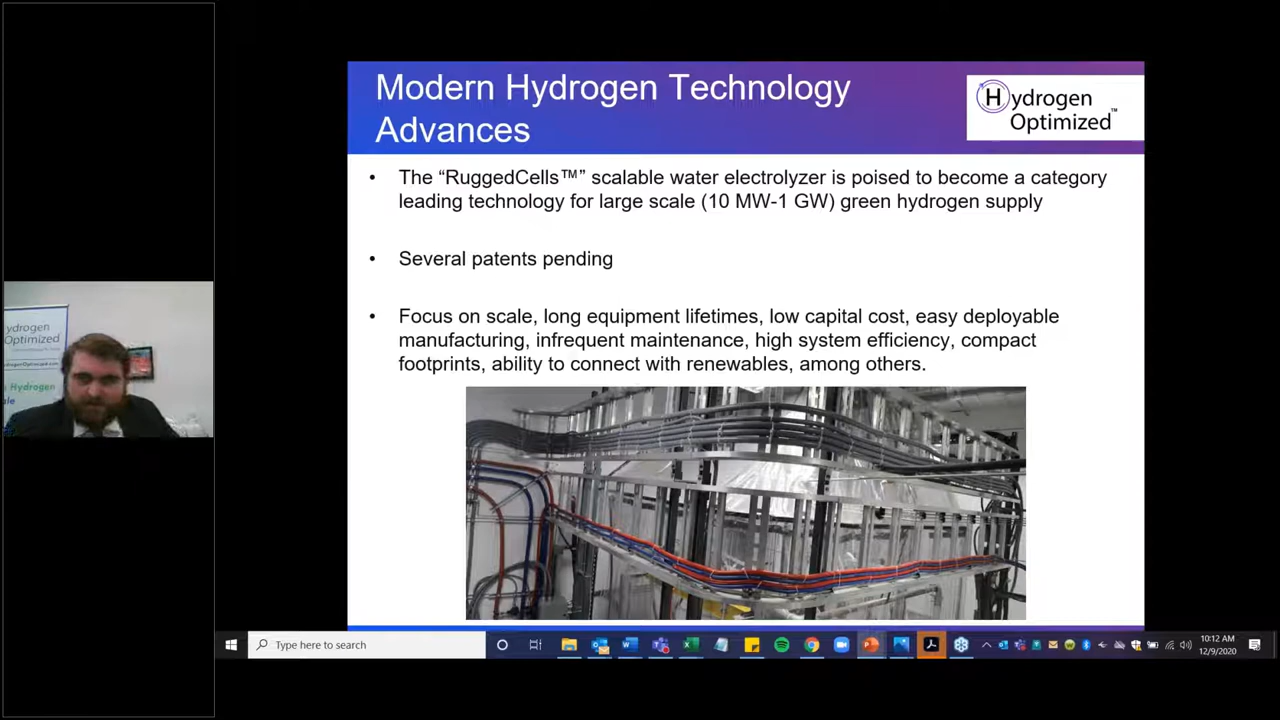 Modern Hydrogen Technology
Advances
Hydrogen
Optimized™
• The “RuggedCells™” scalable water electrolyzer is poised to become a category
leading technology for large scale (10 MW-1 GW) green hydrogen supply
• Several patents pending
• Focus on scale, long equipment lifetimes, low capital cost, easy deployable
manufacturing, infrequent maintenance, high system efficiency, compact
footprints, ability to connect with renewables, among others.
ydrogen
Optimized
Hydrogen
Type here to search
10:12 AM
12/9/2020